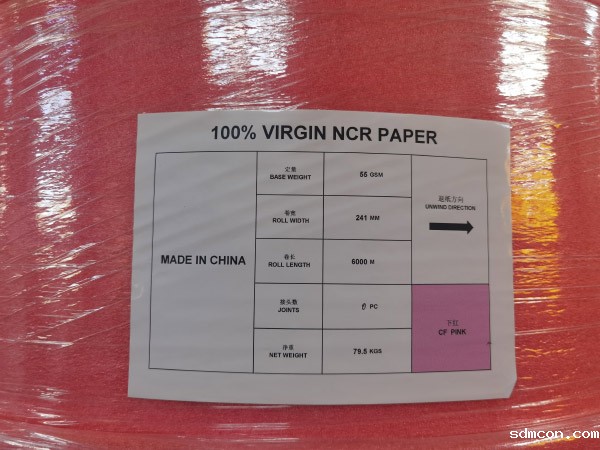 100% VIRGIN NCR PAPER
MADE IN CHINA
定量
BASE WEIGHT
55 GSM
卷宽
ROLL WIDTH
241 MM
卷长
ROLL LENGTH
6000 M
接头数
JOINTS
0 PC
净重
NET WEIGHT
79.5 KGS
退纸方向
UNWIND DIRECTION
下红
CF PINK
sdmcon.com